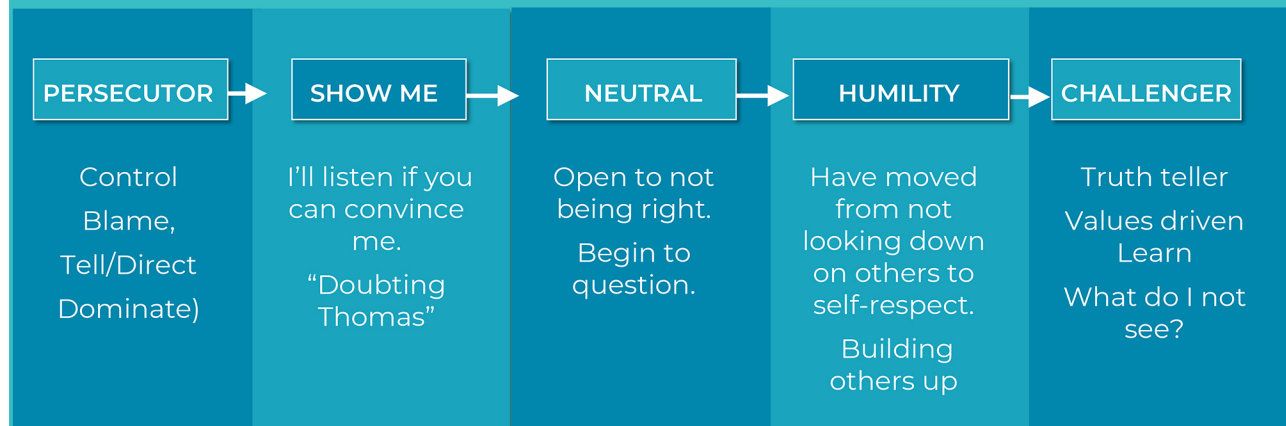 PERSECUTOR
Control
Blame,
Tell/Direct
Dominate)
SHOW ME
I’ll listen if you
can convince
me.
“Doubting
Thomas”
NEUTRAL
Open to not
being right.
Begin to
question.
HUMILITY
Have moved
from not
looking down
on others to
self-respect.
Building
others up
CHALLENGER
Truth teller
Values driven
Learn
What do I not
see?